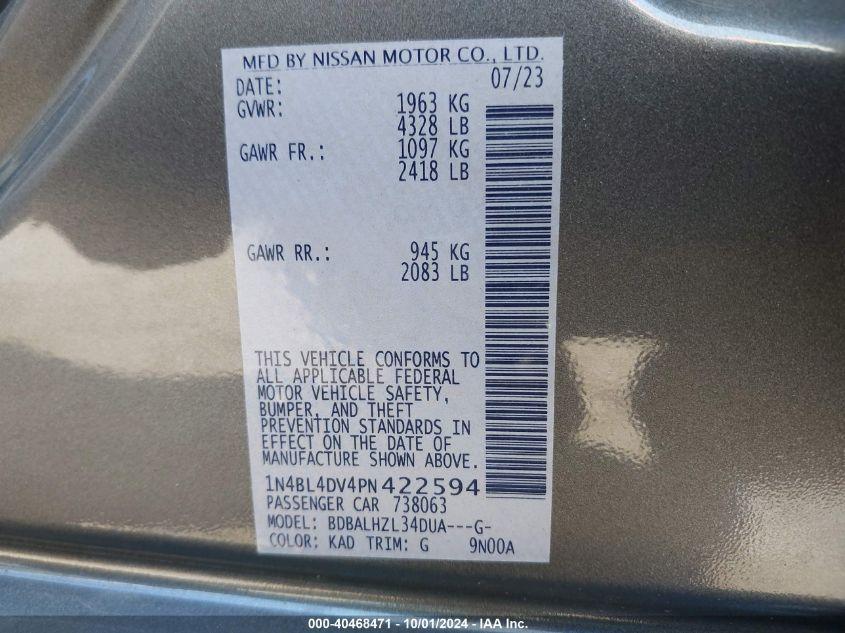 MFD BY NISSAN MOTOR CO., LTD.
DATE: 07/23
GVWR: 1963 KG
4328 LB
GAWR FR.: 1097 KG
2418 LB
GAWR RR.: 945 KG
2083 LB
THIS VEHICLE CONFORMS TO
ALL APPLICABLE FEDERAL
MOTOR VEHICLE SAFETY,
BUMPER, AND THEFT
PREVENTION STANDARDS IN
EFFECT ON THE DATE OF
MANUFACTURE SHOWN ABOVE.
1N4BL4DV4PN422594
PASSENGER CAR 738063
MODEL: BDBALHZL34DUA---G-
COLOR: KAD TRIM: G 9N00A
000-40468471 - 10/01/2024 - IAA Inc.